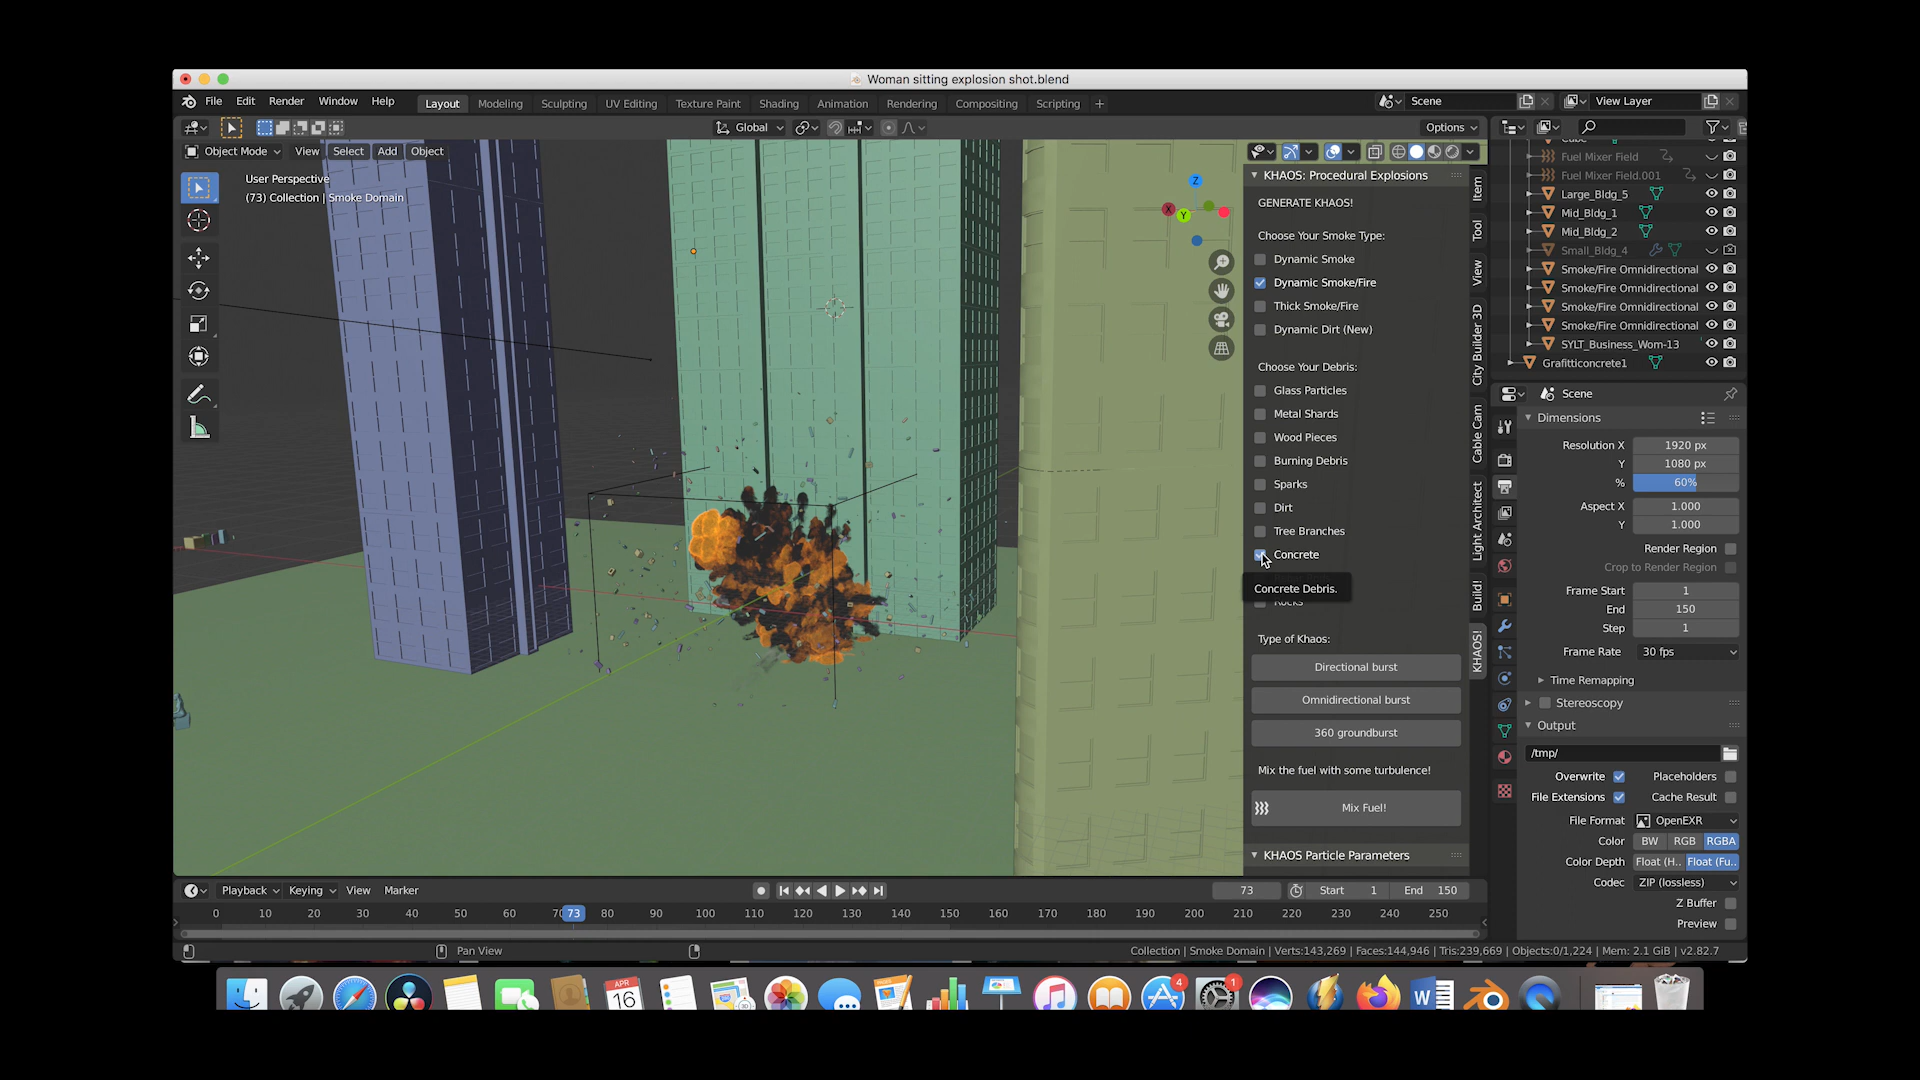 Woman sitting explosion shot.blend
File Edit Render Window Help
Layout Modeling Sculpting UV Editing Texture Paint Shading Animation Rendering Compositing Scripting +
Scene
View Layer
Global
Options
Object Mode View Select Add Object
User Perspective
(73) Collection | Smoke Domain
Z
X
Y
KHAOS: Procedural Explosions
GENERATE KHAOS!
Choose Your Smoke Type:
Dynamic Smoke
Dynamic Smoke/Fire
Thick Smoke/Fire
Dynamic Dirt (New)
Choose Your Debris:
Glass Particles
Metal Shards
Wood Pieces
Burning Debris
Sparks
Dirt
Tree Branches
Concrete
Concrete Debris.
Rocks
Type of Khaos:
Directional burst
Omnidirectional burst
360 groundburst
Mix the fuel with some turbulence!
Mix Fuel!
KHAOS Particle Parameters
Item
Tool
View
City Builder 3D
Cable Cam
Light Architect
Build!
KHAOS!
Cube
Fuel Mixer Field
Fuel Mixer Field.001
Large_Bldg_5
Mid_Bldg_1
Mid_Bldg_2
Small_Bldg_4
Smoke/Fire Omnidirectional
Smoke/Fire Omnidirectional
Smoke/Fire Omnidirectional
Smoke/Fire Omnidirectional
SYLT_Business_Wom-13
Grafitticoncrete1
Scene
Dimensions
Resolution X 1920 px
Y 1080 px
% 60%
Aspect X 1.000
Y 1.000
Render Region
Crop to Render Region
Frame Start 1
End 150
Step 1
Frame Rate 30 fps
Time Remapping
Stereoscopy
Output
/tmp/
Overwrite Placeholders
File Extensions Cache Result
File Format OpenEXR
Color BW RGB RGBA
Color Depth Float (H.. Float (Fu..
Codec ZIP (lossless)
Z Buffer
Preview
Playback Keying View Marker
73 Start 1 End 150
0 10 20 30 40 50 60 70 73 80 90 100 110 120 130 140 150 160 170 180 190 200 210 220 230 240 250
Pan View
Collection | Smoke Domain | Verts:143,269 | Faces:144,946 | Tris:239,669 | Objects:0/1,224 | Mem: 2.1 GiB | v2.82.7
APR
16
4
1
W